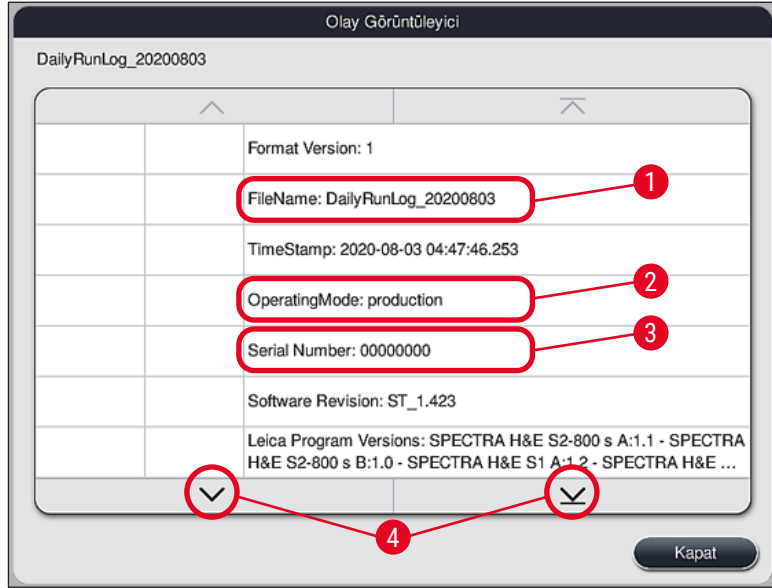 Olay Görüntüleyici
DailyRunLog_20200803
Format Version: 1
FileName: DailyRunLog_20200803
1
TimeStamp: 2020-08-03 04:47:46.253
OperatingMode: production
2
Serial Number: 00000000
3
Software Revision: ST_1.423
Leica Program Versions: SPECTRA H&E S2-800 s A:1.1 - SPECTRA
H&E S2-800 s B:1.0 - SPECTRA H&E S1 A:1.2 - SPECTRA H&E ...
4
Kapat